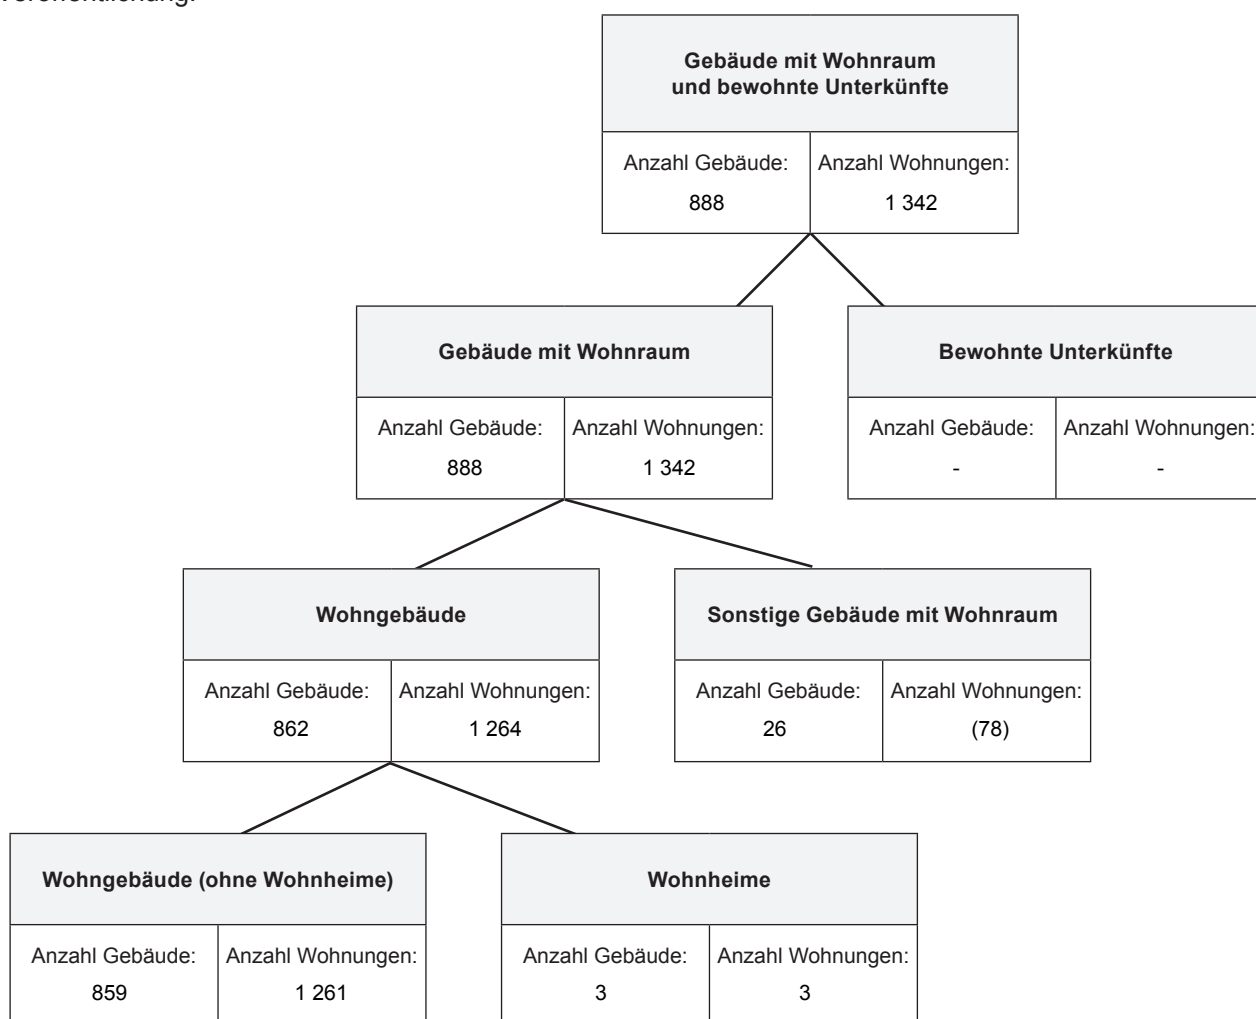 Veröffentlichung.
Gebäude mit Wohnraum
und bewohnte Unterkünfte
Anzahl Gebäude: Anzahl Wohnungen:
888 1 342
Gebäude mit Wohnraum Bewohnte Unterkünfte
Anzahl Gebäude: Anzahl Wohnungen: Anzahl Gebäude: Anzahl Wohnungen:
888 1 342 - -
Wohngebäude Sonstige Gebäude mit Wohnraum
Anzahl Gebäude: Anzahl Wohnungen: Anzahl Gebäude: Anzahl Wohnungen:
862 1 264 26 (78)
Wohngebäude (ohne Wohnheime) Wohnheime
Anzahl Gebäude: Anzahl Wohnungen: Anzahl Gebäude: Anzahl Wohnungen:
859 1 261 3 3